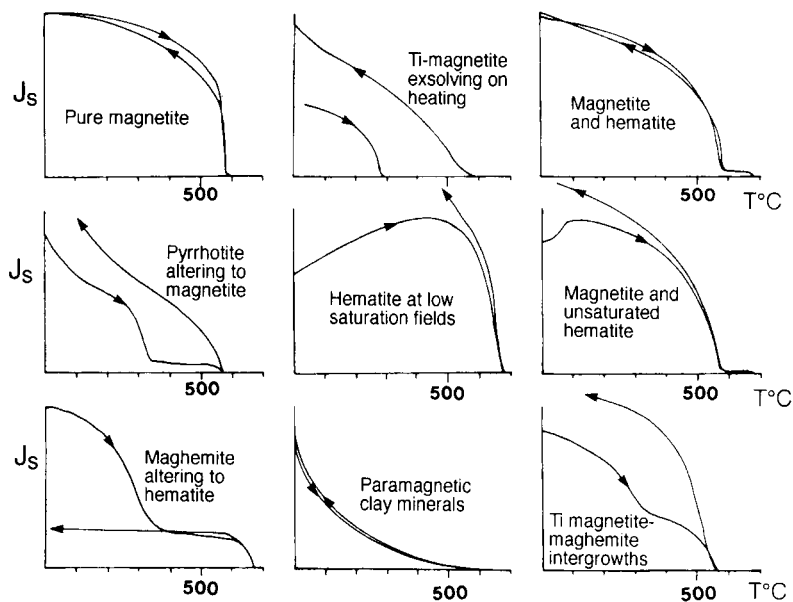 Js
Pure magnetite
500
Ti-magnetite
exsolving on
heating
500
Magnetite
and hematite
500
T°C
Js
Pyrrhotite
altering to
magnetite
500
Hematite at low
saturation fields
500
Magnetite and
unsaturated
hematite
500
T°C
Js
Maghemite
altering to
hematite
500
Paramagnetic
clay minerals
500
Ti magnetite-
maghemite
intergrowths
500
T°C